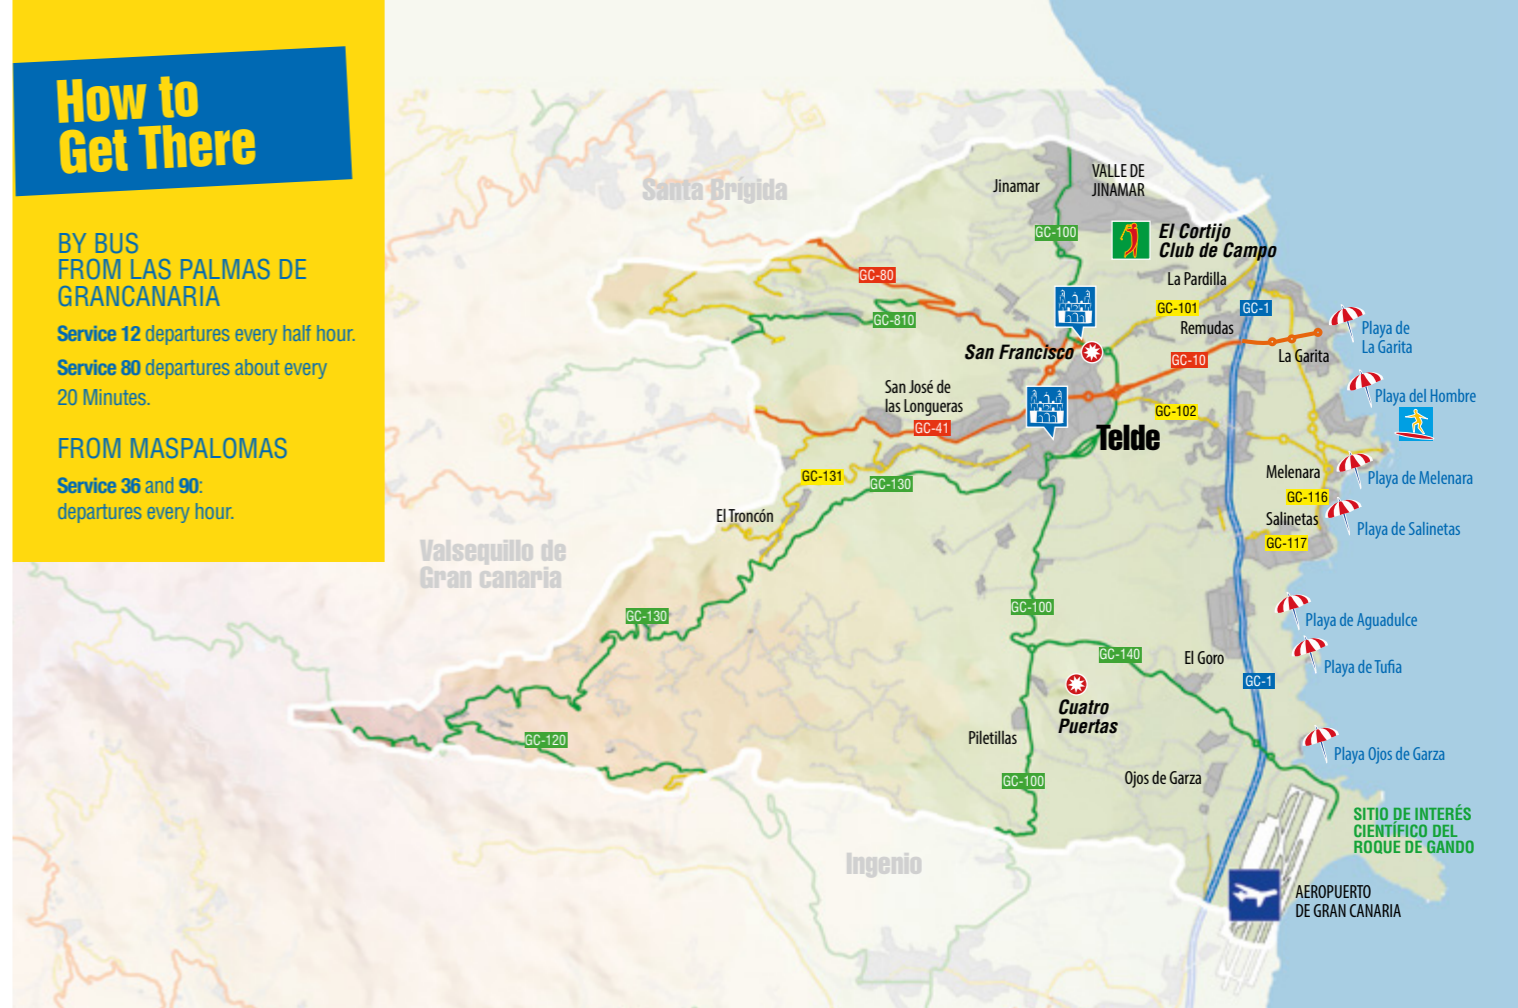 How to
Get There
BY BUS
FROM LAS PALMAS DE
GRANCANARIA
Service 12 departures every half hour.
Service 80 departures about every
20 Minutes.
FROM MASPALOMAS
Service 36 and 90:
departures every hour.
Santa Brígida
Jinamar
VALLE DE
JINAMAR
GC-100
El Cortijo
Club de Campo
GC-80
La Pardilla
GC-101
GC-1
GC-810
Remudas
Playa de
La Garita
San Francisco
GC-10
La Garita
San José de
las Longueras
Playa del Hombre
GC-102
GC-41
Telde
GC-131
GC-130
Melenara
Playa de Melenara
GC-116
El Troncón
Salinetas
Playa de Salinetas
GC-117
Valsequillo de
Gran canaria
GC-130
GC-100
Playa de Aguadulce
GC-140
El Goro
Playa de Tufia
GC-1
Cuatro
Puertas
GC-120
Piletillas
Playa Ojos de Garza
GC-100
Ojos de Garza
SITIO DE INTERÉS
CIENTÍFICO DEL
ROQUE DE GANDO
Ingenio
AEROPUERTO
DE GRAN CANARIA